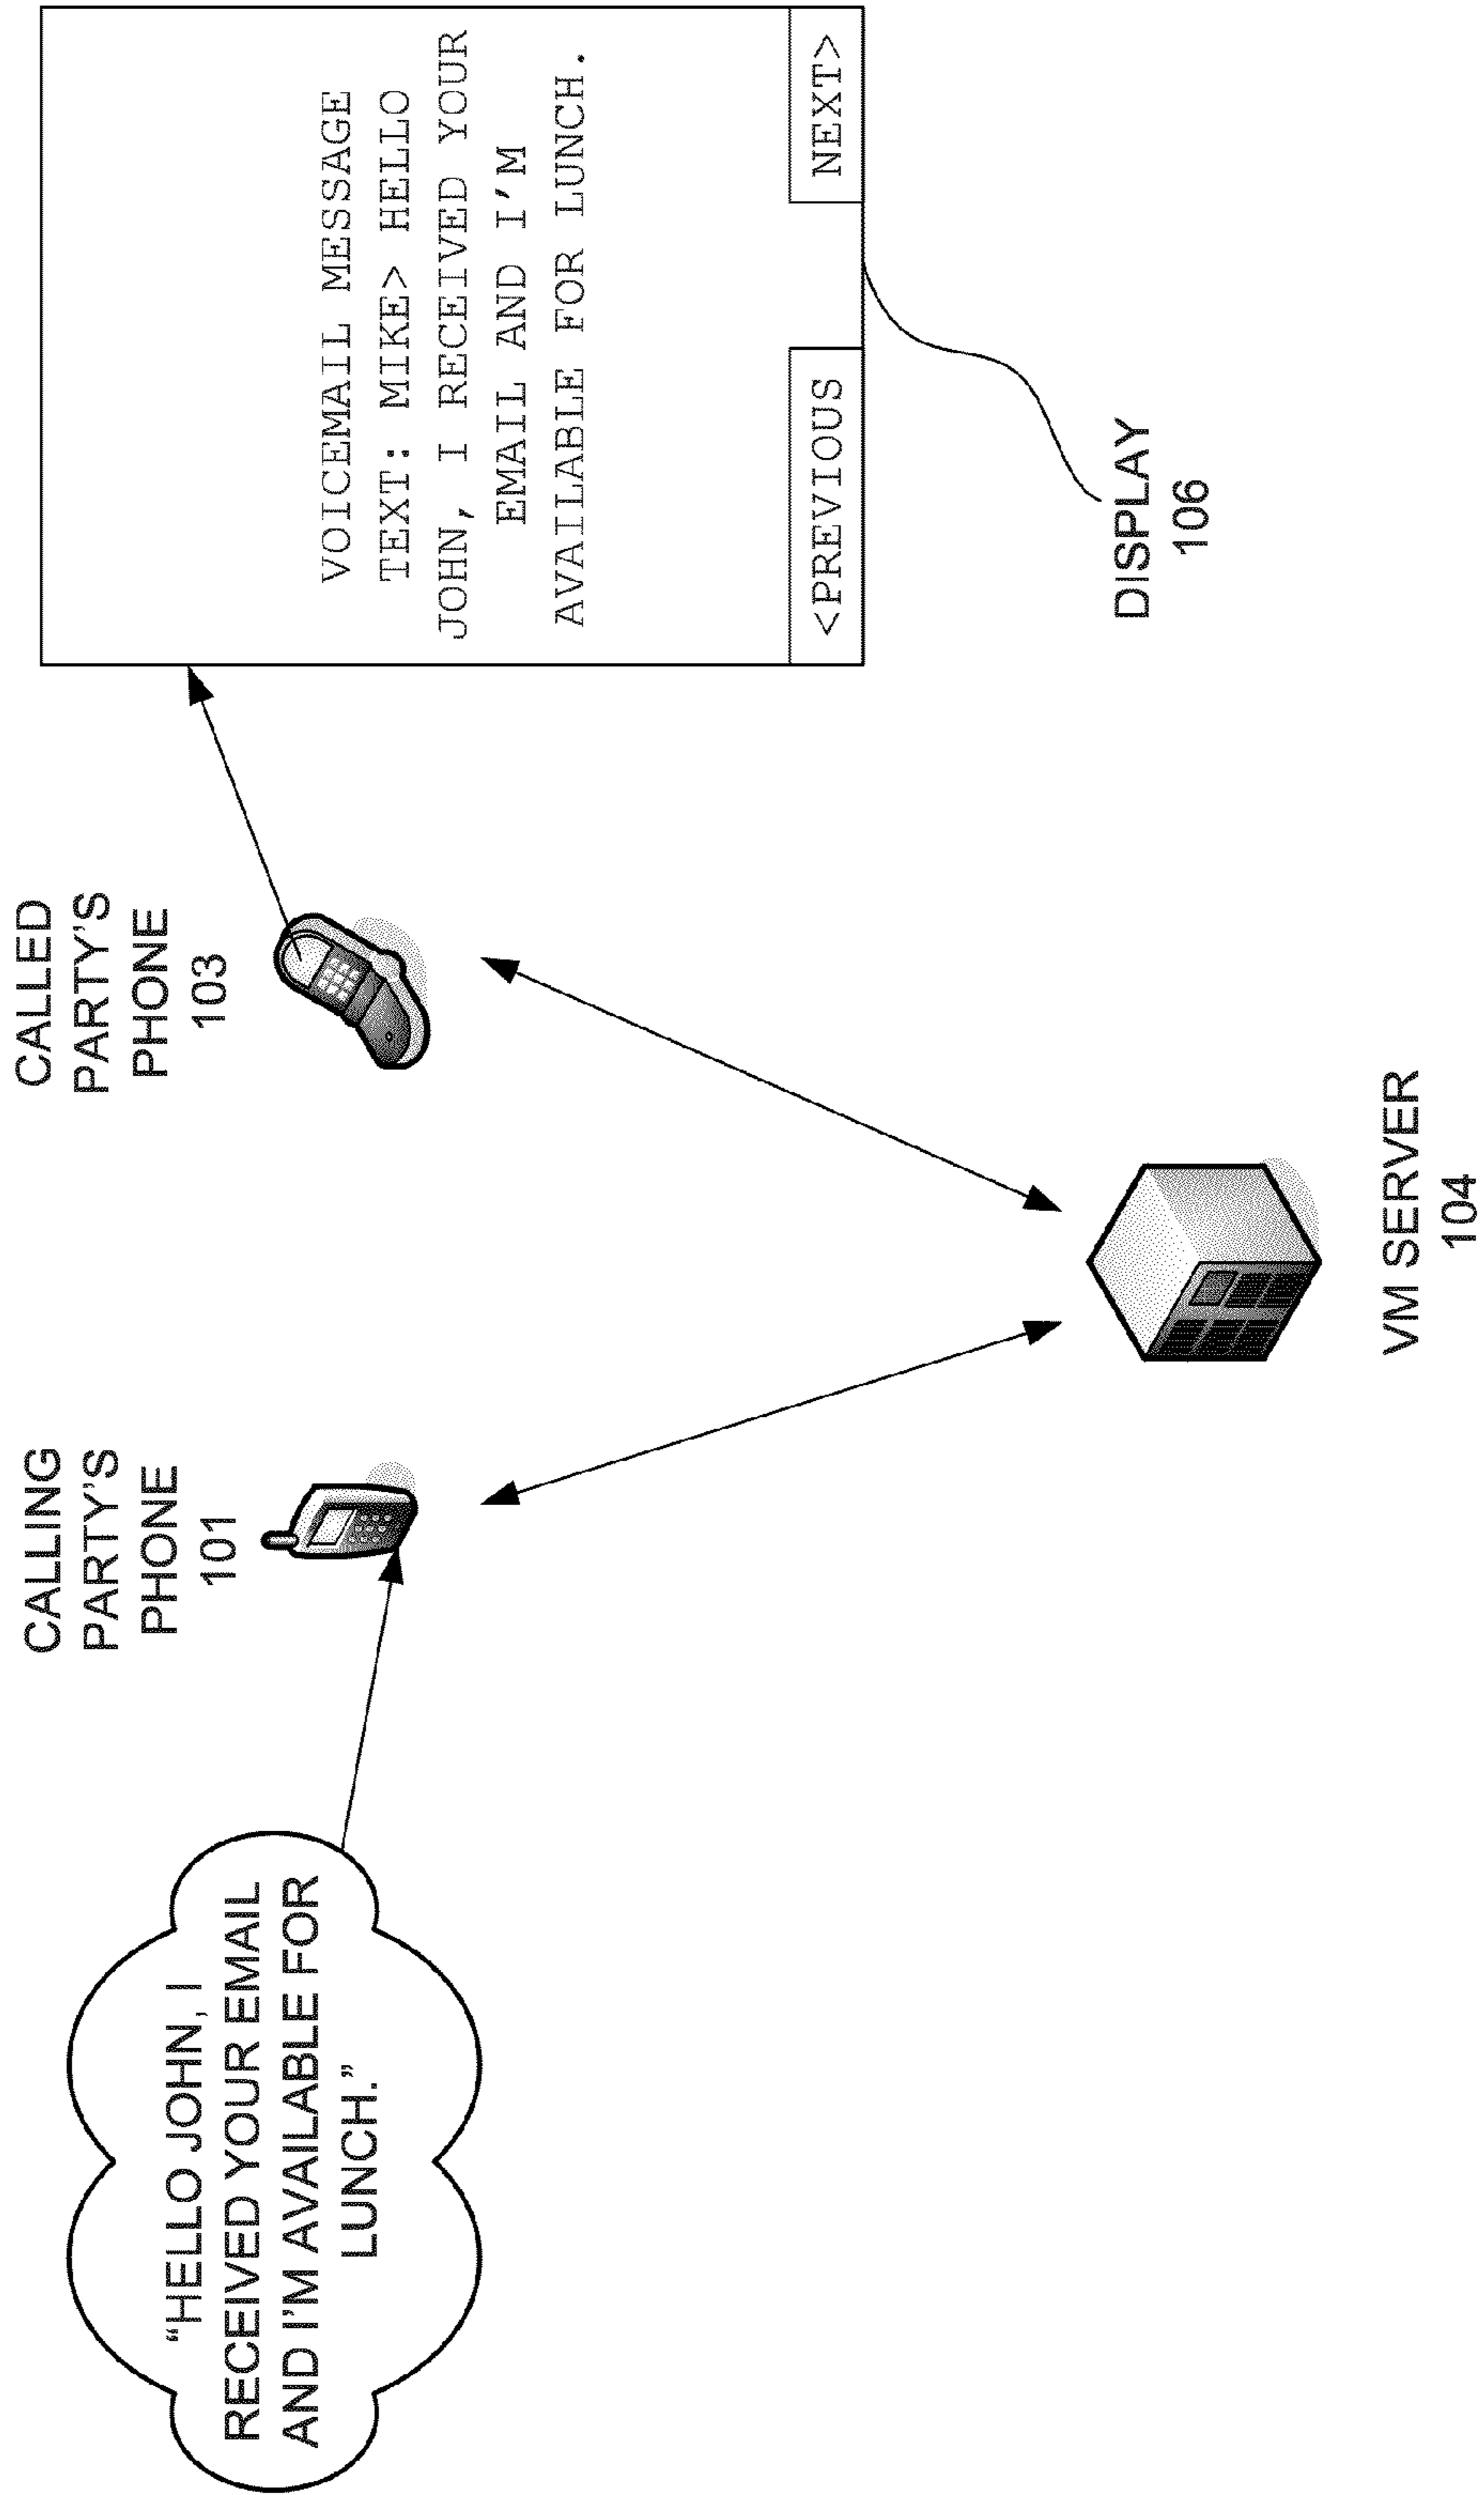 "HELLO JOHN, I
RECEIVED YOUR EMAIL
AND I'M AVAILABLE FOR
LUNCH."
CALLING
PARTY'S
PHONE
101
CALLED
PARTY'S
PHONE
103
VOICEMAIL MESSAGE
TEXT: MIKE> HELLO
JOHN, I RECEIVED YOUR
EMAIL AND I'M
AVAILABLE FOR LUNCH.
<PREVIOUS
NEXT>
DISPLAY
106
VM SERVER
104